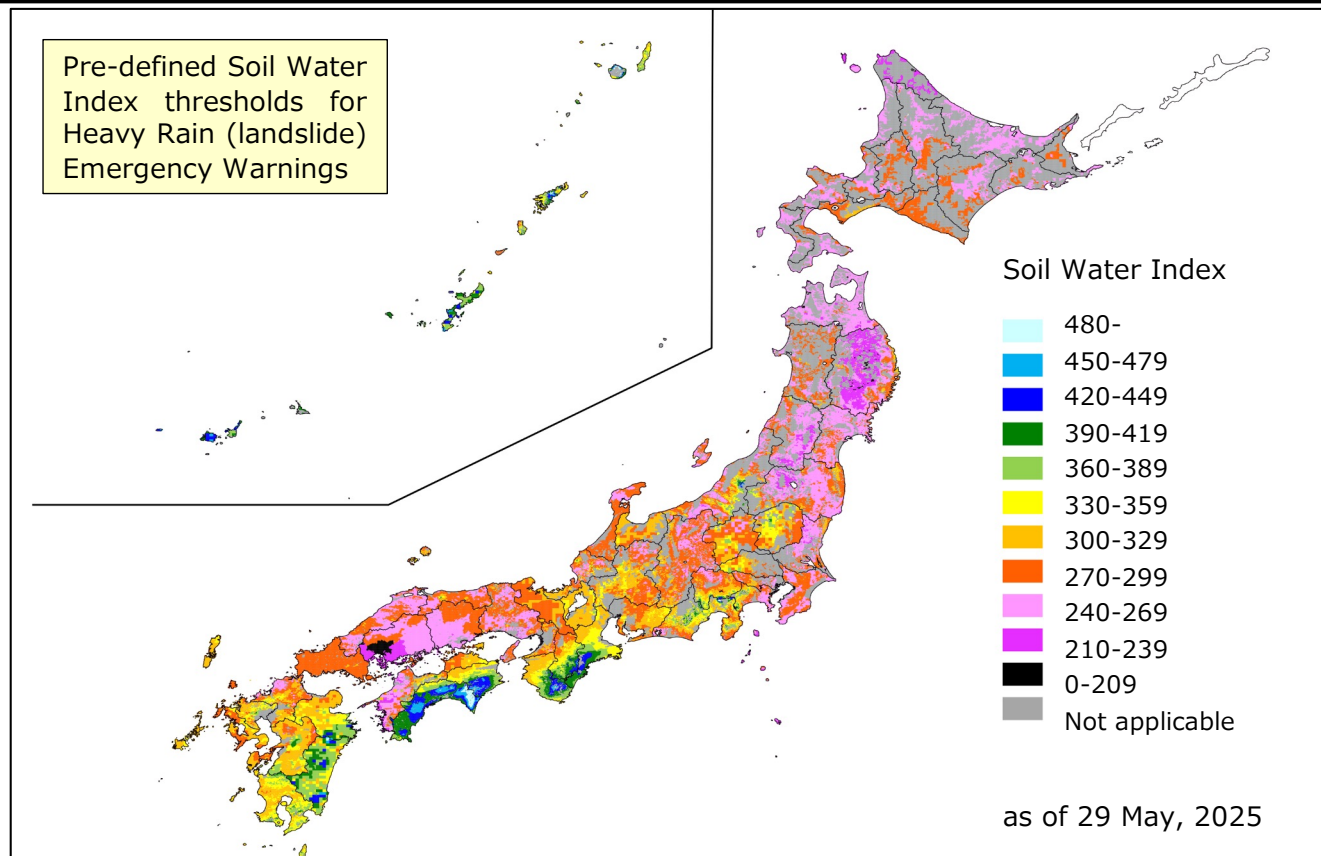 Pre-defined Soil Water
Index thresholds for
Heavy Rain (landslide)
Emergency Warnings
Soil Water Index
480-
450-479
420-449
390-419
360-389
330-359
300-329
270-299
240-269
210-239
0-209
Not applicable
as of 29 May, 2025